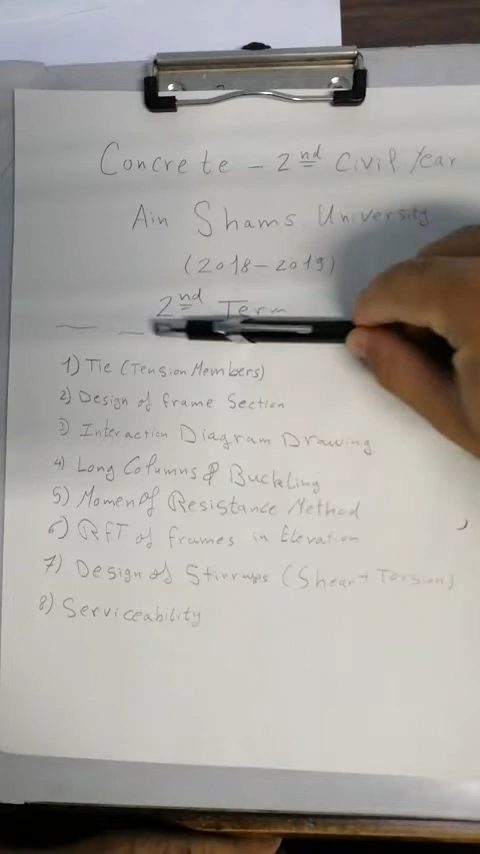 Concrete - 2nd Civil Year
Ain Shams University
(2018-2019)
2nd Term
1) Tie (Tension Members)
2) Design of frame Section
3) Interaction Diagram Drawing
4) Long Columns & Buckling
5) Moment of Resistance Method
6) RFT of frames in Elevation
7) Design of Stirrups (Shear + Torsion)
8) Serviceability